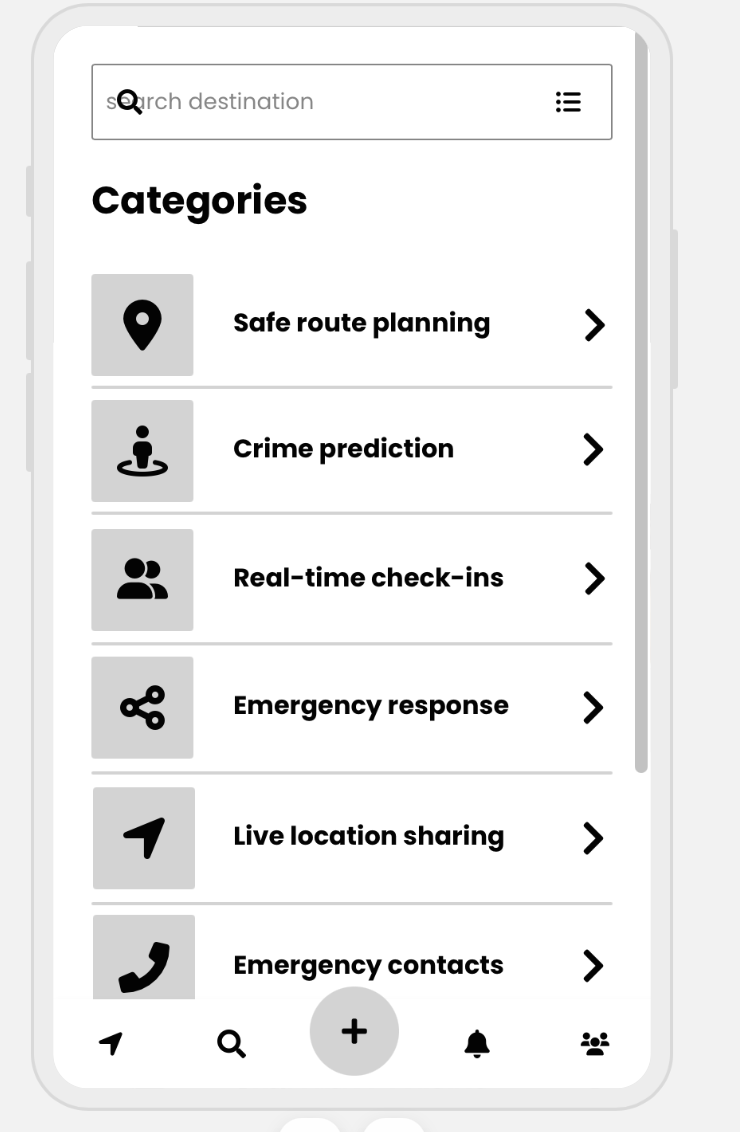 search destination
Categories
Safe route planning
Crime prediction
Real-time check-ins
Emergency response
Live location sharing
Emergency contacts